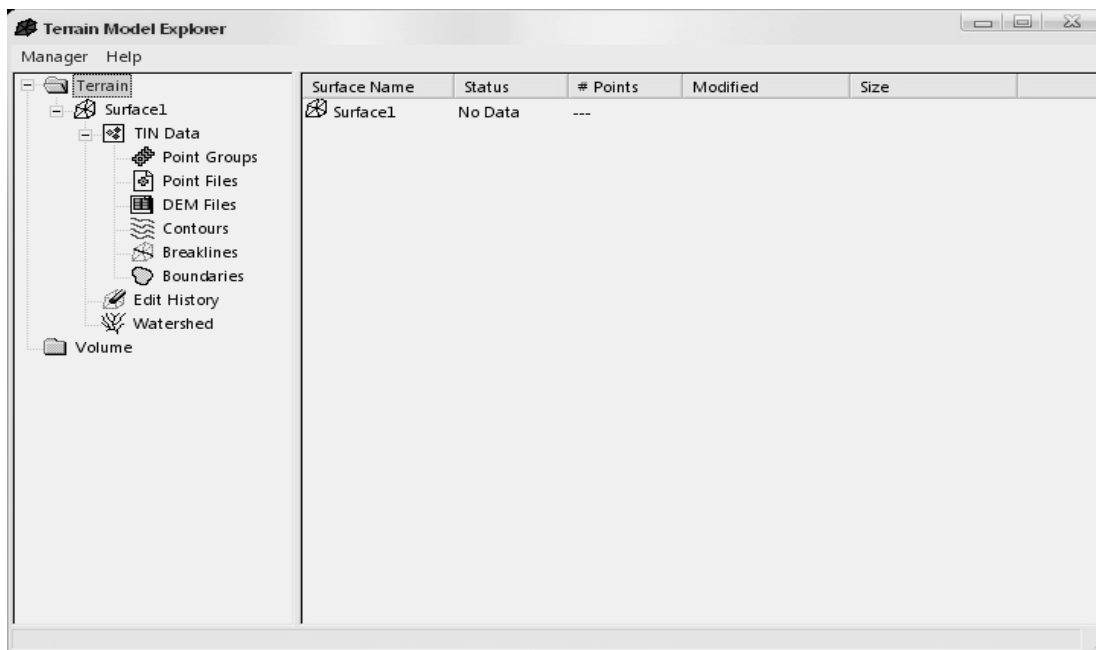 Terrain Model Explorer
Manager Help
Terrain
Surface1
TIN Data
Point Groups
Point Files
DEM Files
Contours
Breaklines
Boundaries
Edit History
Watershed
Volume
Surface Name Status # Points Modified Size
Surface1 No Data ---